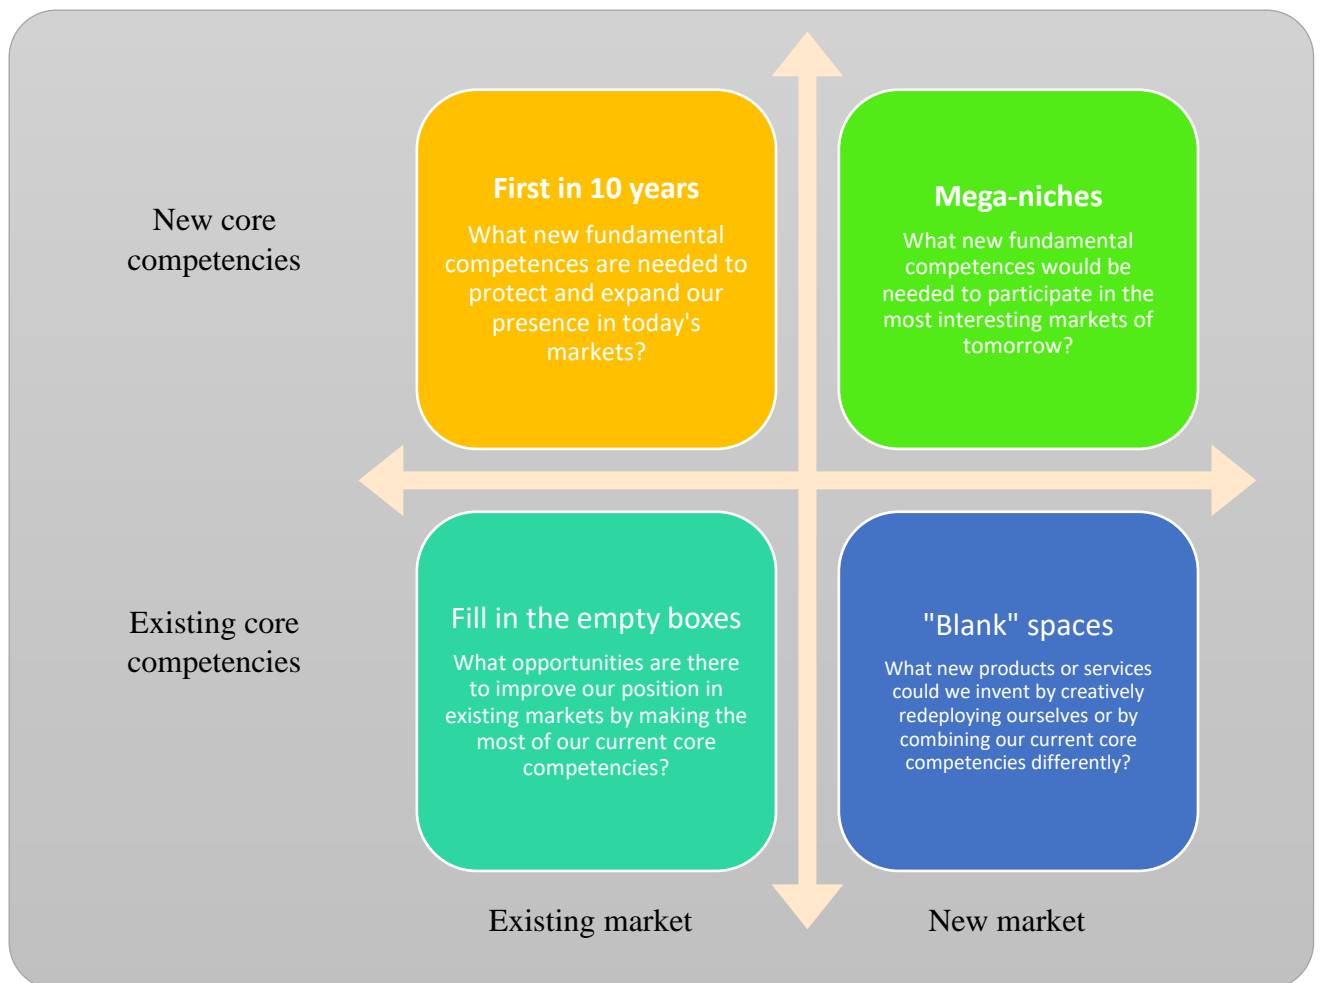 New core
competencies
First in 10 years
What new fundamental
competences are needed to
protect and expand our
presence in today's
markets?
Mega-niches
What new fundamental
competences would be
needed to participate in the
most interesting markets of
tomorrow?
Existing core
competencies
Fill in the empty boxes
What opportunities are there
to improve our position in
existing markets by making the
most of our current core
competencies?
"Blank" spaces
What new products or services
could we invent by creatively
redeploying ourselves or by
combining our current core
competencies differently?
Existing market
New market